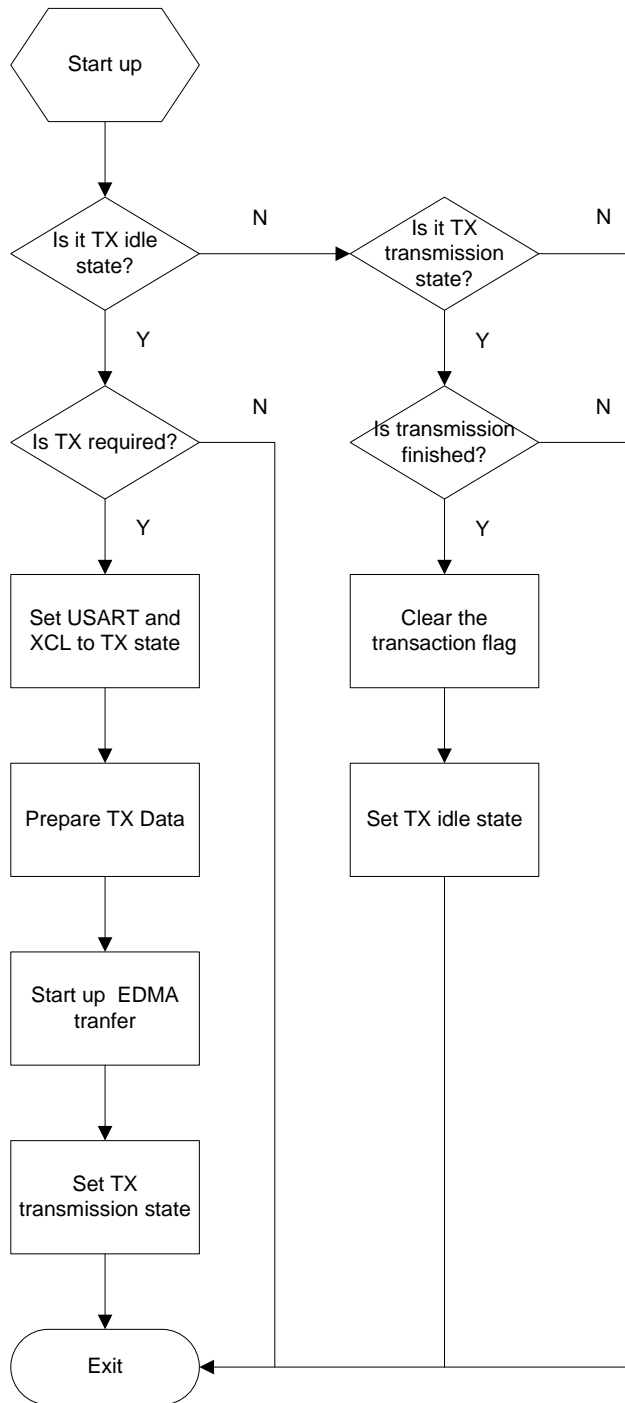 Start up
Is it TX idle
state?
N
Is it TX
transmission
state?
N
Y
Y
Is TX required?
N
Is transmission
finished?
N
Y
Y
Set USART and
XCL to TX state
Clear the
transaction flag
Prepare TX Data
Set TX idle state
Start up  EDMA
tranfer
Set TX
transmission state
Exit